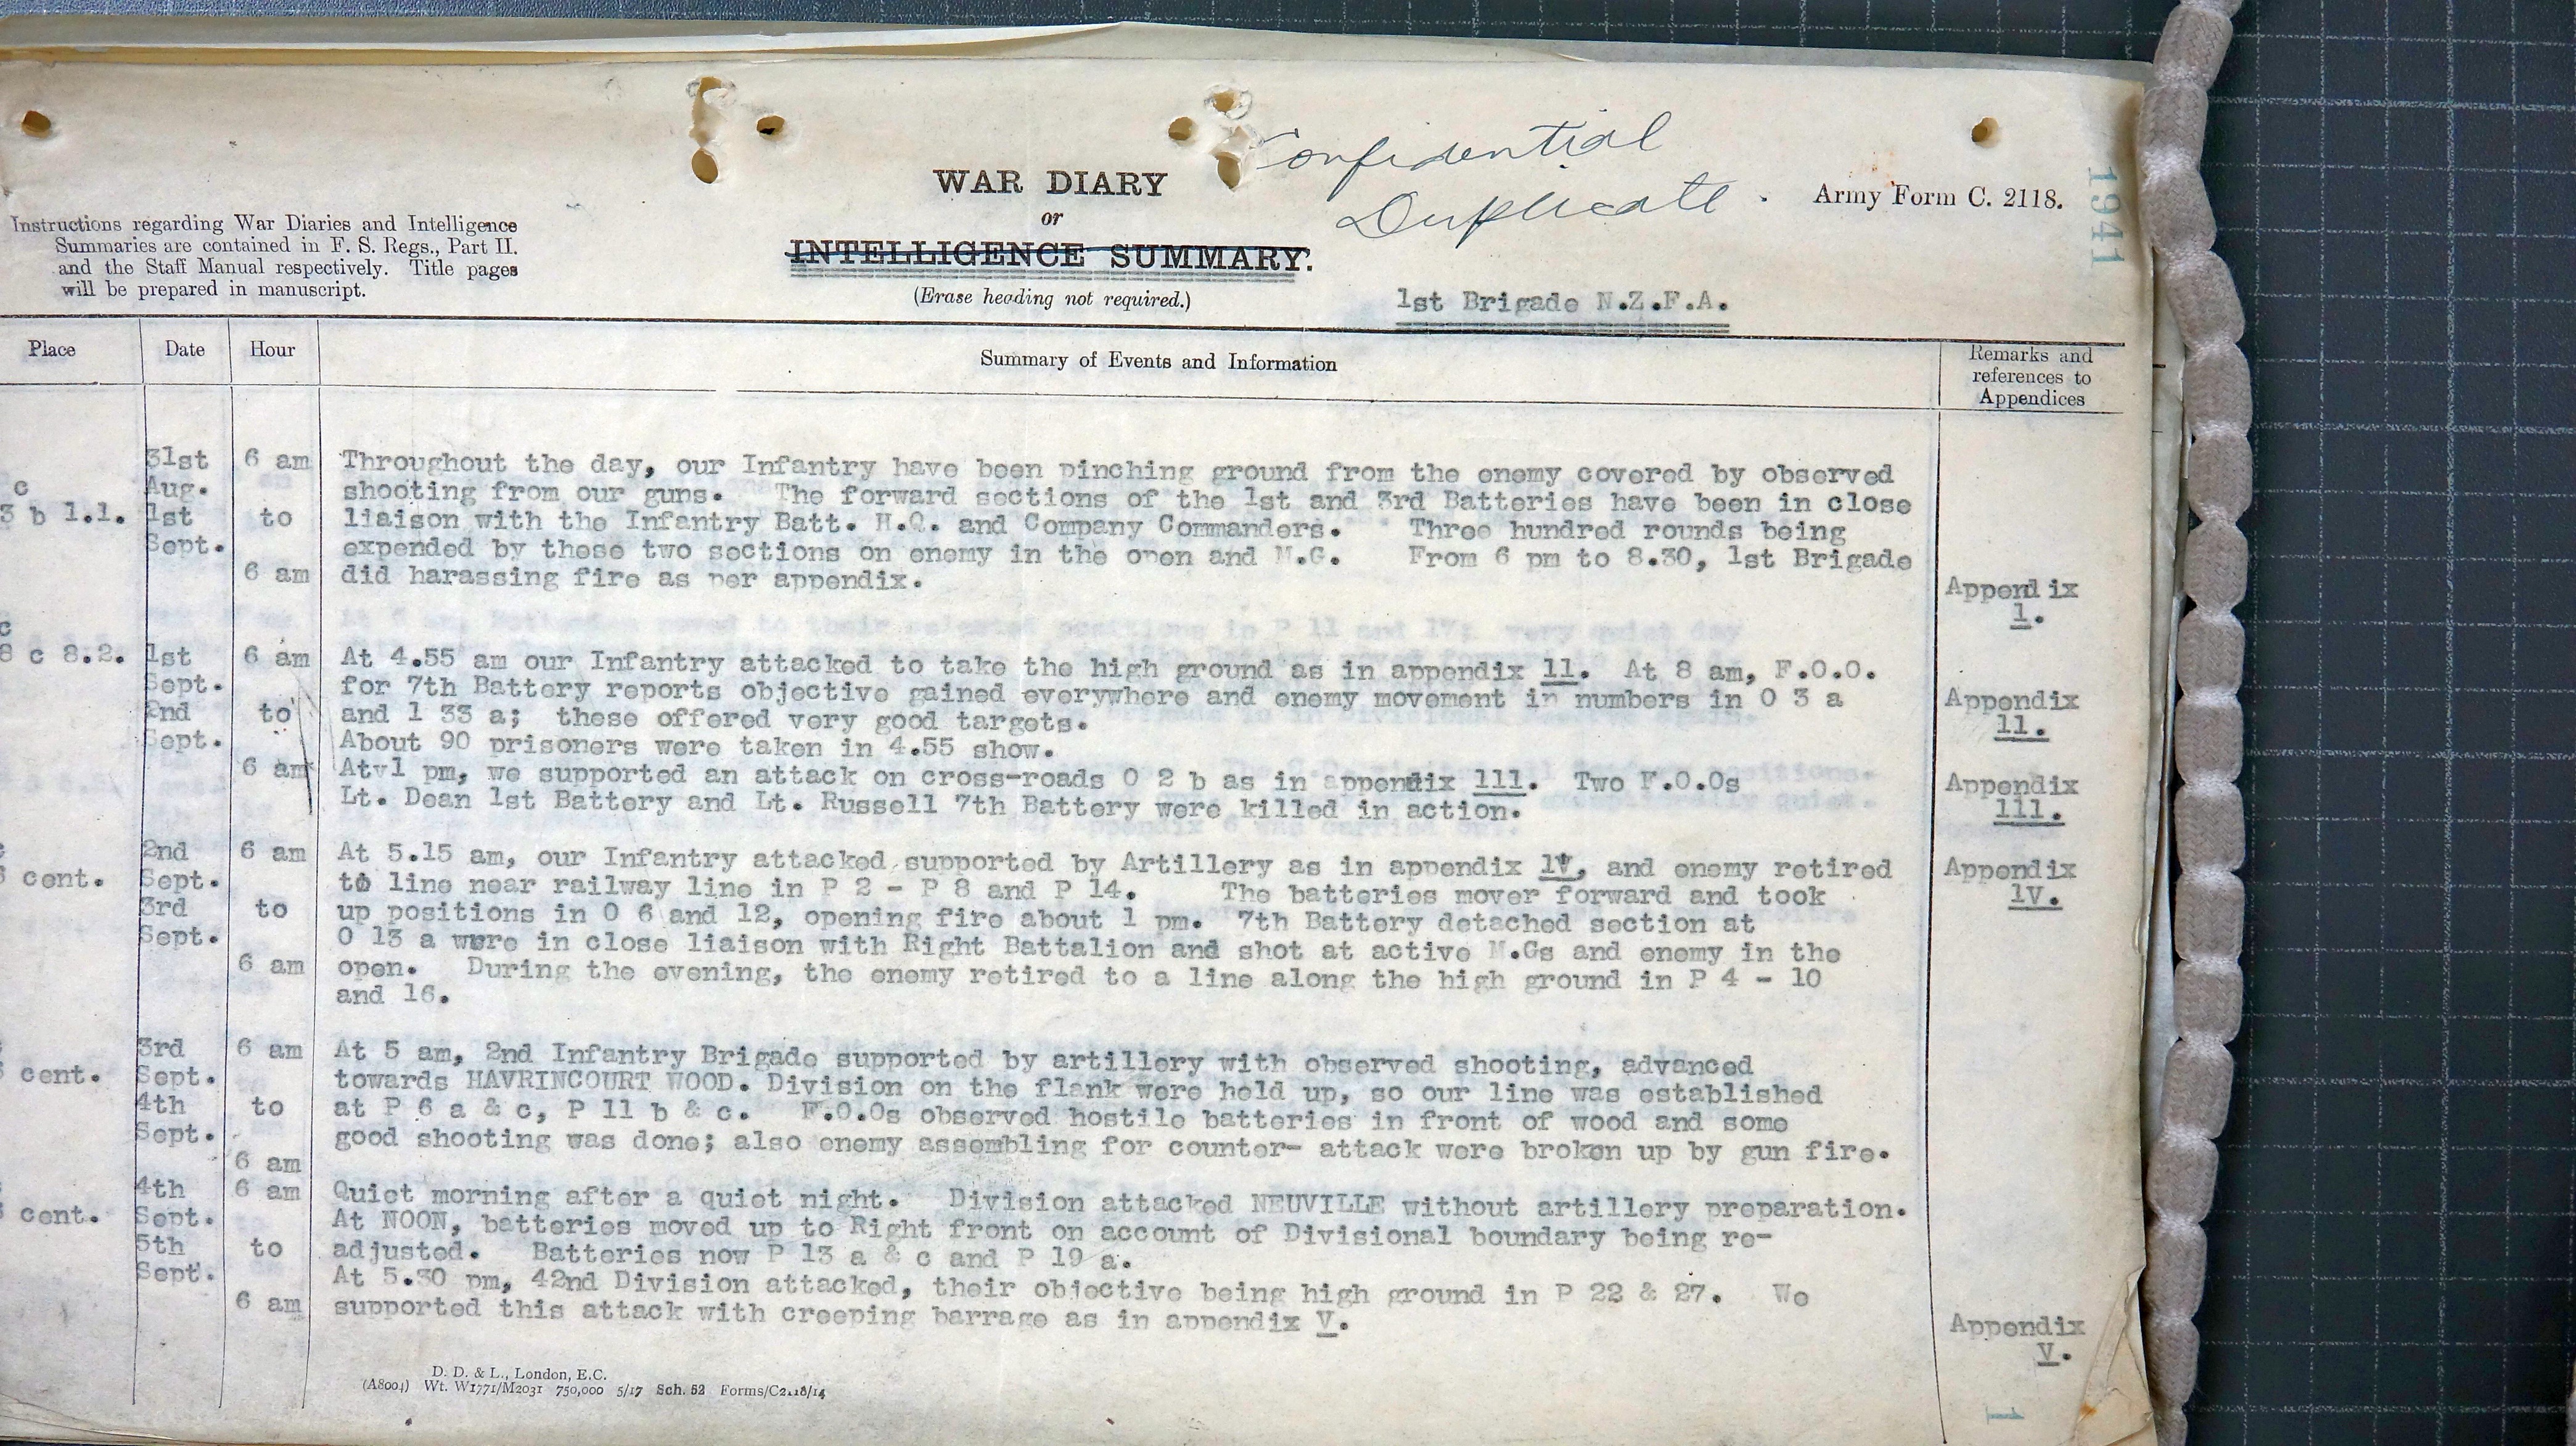 Confidential
Duplicate.
WAR DIARY
or
INTELLIGENCE SUMMARY.
(Erase heading not required.)
Army Form C. 2118.
1941
Instructions regarding War Diaries and Intelligence
Summaries are contained in F. S. Regs., Part II.
and the Staff Manual respectively. Title pages
will be prepared in manuscript.
1st Brigade N.Z.F.A.
Place Date Hour Summary of Events and Information Remarks and
references to
Appendices
31st 6 am Throughout the day, our Infantry have been pinching ground from the enemy covered by observed
c Aug. shooting from our guns. The forward sections of the 1st and 3rd Batteries have been in close
3 b 1.1. 1st to liaison with the Infantry Batt. H.Q. and Company Commanders. Three hundred rounds being
Sept. expended by these two sections on enemy in the open and M.G. From 6 pm to 8.30, 1st Brigade
6 am did harassing fire as per appendix.
Appendix
1.
c
8 c 8.2. 1st 6 am At 4.55 am our Infantry attacked to take the high ground as in appendix 11. At 8 am, F.O.O.
Sept. for 7th Battery reports objective gained everywhere and enemy movement in numbers in O 3 a Appendix
2nd to and 1 33 a; these offered very good targets. 11.
Sept. About 90 prisoners were taken in 4.55 show.
6 am Atvl pm, we supported an attack on cross-roads O 2 b as in appendix 111. Two F.O.Os Appendix
Lt. Dean 1st Battery and Lt. Russell 7th Battery were killed in action. 111.
2nd 6 am At 5.15 am, our Infantry attacked supported by Artillery as in appendix 1V, and enemy retired Appendix
cent. Sept. to line near railway line in P 2 - P 8 and P 14. The batteries mover forward and took 1V.
3rd to up positions in O 6 and 12, opening fire about 1 pm. 7th Battery detached section at
Sept. O 13 a were in close liaison with Right Battalion and shot at active M.Gs and enemy in the
6 am open. During the evening, the enemy retired to a line along the high ground in P 4 - 10
and 16.
3rd 6 am At 5 am, 2nd Infantry Brigade supported by artillery with observed shooting, advanced
cent. Sept. towards HAVRINCOURT WOOD. Division on the flank were held up, so our line was established
4th to at P 6 a & c, P 11 b & c. F.O.Os observed hostile batteries in front of wood and some
Sept. good shooting was done; also enemy assembling for counter- attack were broken up by gun fire.
6 am
4th 6 am Quiet morning after a quiet night. Division attacked NEUVILLE without artillery preparation.
cent. Sept. At NOON, batteries moved up to Right front on account of Divisional boundary being re-
5th to adjusted. Batteries now P 13 a & c and P 19 a.
Sept. At 5.30 pm, 42nd Division attacked, their objective being high ground in P 22 & 27. We
6 am supported this attack with creeping barrage as in appendix V.
Appendix
V.
D. D. & L., London, E.C.
(A8004) Wt. W1771/M2031 750,000 5/17 Sch. 52 Forms/C2118/14
1